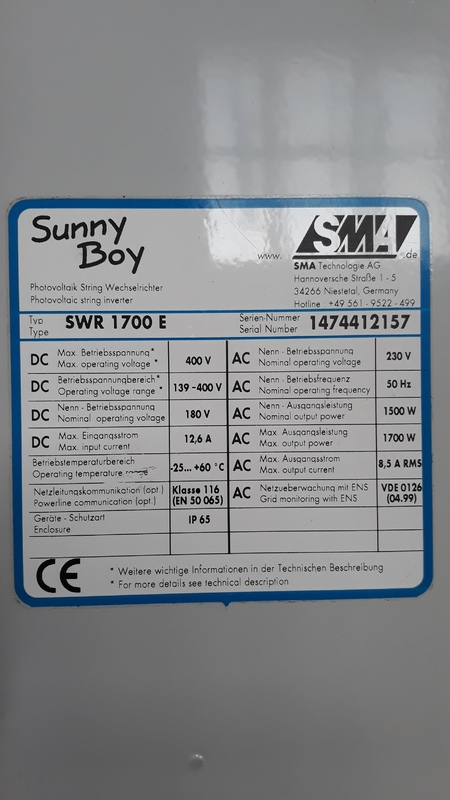 Sunny
Boy
www. SMA .de
SMA Technologie AG
Hannoversche Straße 1 - 5
34266 Niestetal, Germany
Hotline +49 561 - 9522 - 499
Photovoltaik String Wechselrichter
Photovoltaic string inverter
Typ
Type
SWR 1700 E
Serien-Nummer
Serial Number
1474412157
DC Max. Betriebsspannung*
Max. operating voltage *
400 V
AC Nenn - Betriebsspannung
Nominal operating voltage
230 V
DC Betriebsspannungbereich*
Operating voltage range *
139 -400 V
AC Nenn - Betriebsfrequenz
Nominal operating frequency
50 Hz
DC Nenn - Betriebsspannung
Nominal operating voltage
180 V
AC Nenn - Ausgangsleistung
Nominal output power
1500 W
DC Max. Eingangsstrom
Max. input current
12,6 A
AC Max. Ausgangsleistung
Max. output power
1700 W
Betriebstemperaturbereich
Operating temperature range
-25... +60 °C
AC Max. Ausgangsstrom
Max. output current
8,5 A RMS
Netzleitungskommunikation (opt.)
Powerline communication (opt.)
Klasse 116
(EN 50 065)
AC Netzueberwachung mit ENS
Grid monitoring with ENS
VDE 0126
(04.99)
Geräte - Schutzart
Enclosure
IP 65
CE
* Weitere wichtige Informationen in der Technischen Beschreibung
* For more details see technical description